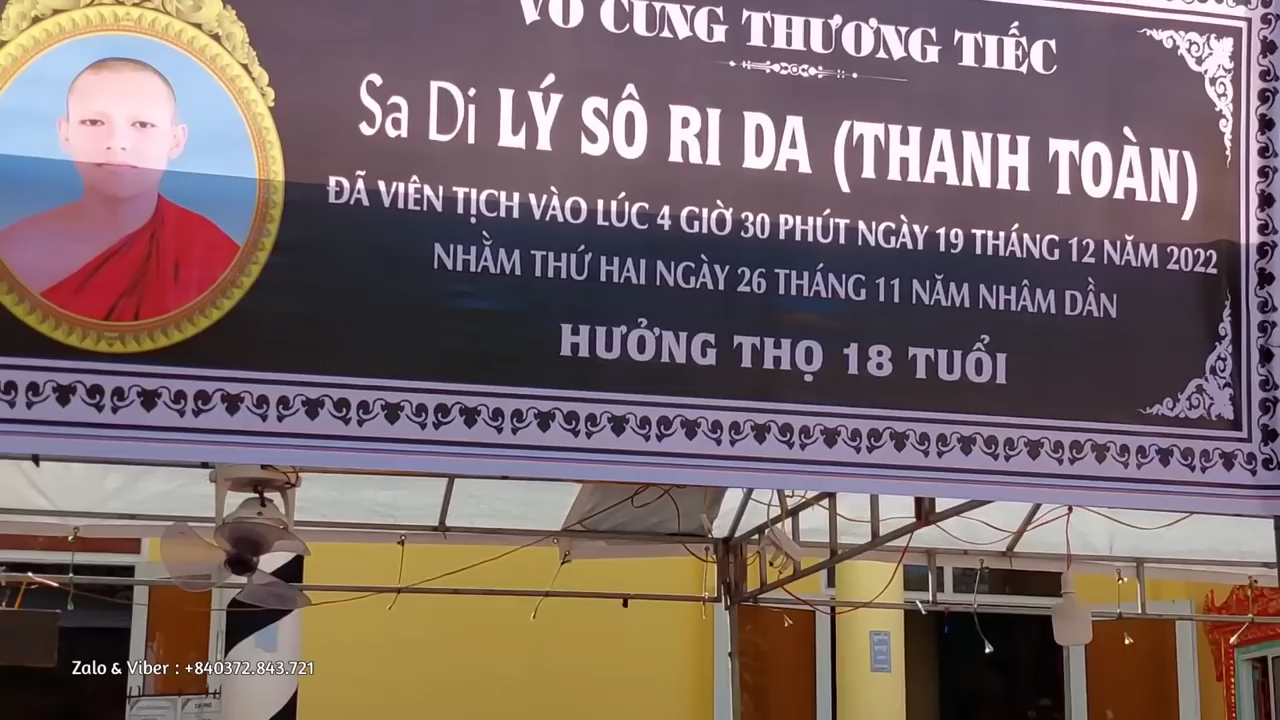 VÔ CÙNG THƯƠNG TIẾC
Sa Di LÝ SÔ RI DA (THANH TOÀN)
ĐÃ VIÊN TỊCH VÀO LÚC 4 GIỜ 30 PHÚT NGÀY 19 THÁNG 12 NĂM 2022
NHẰM THỨ HAI NGÀY 26 THÁNG 11 NĂM NHÂM DẦN
HƯỞNG THỌ 18 TUỔI
Zalo & Viber : +840372.843.721